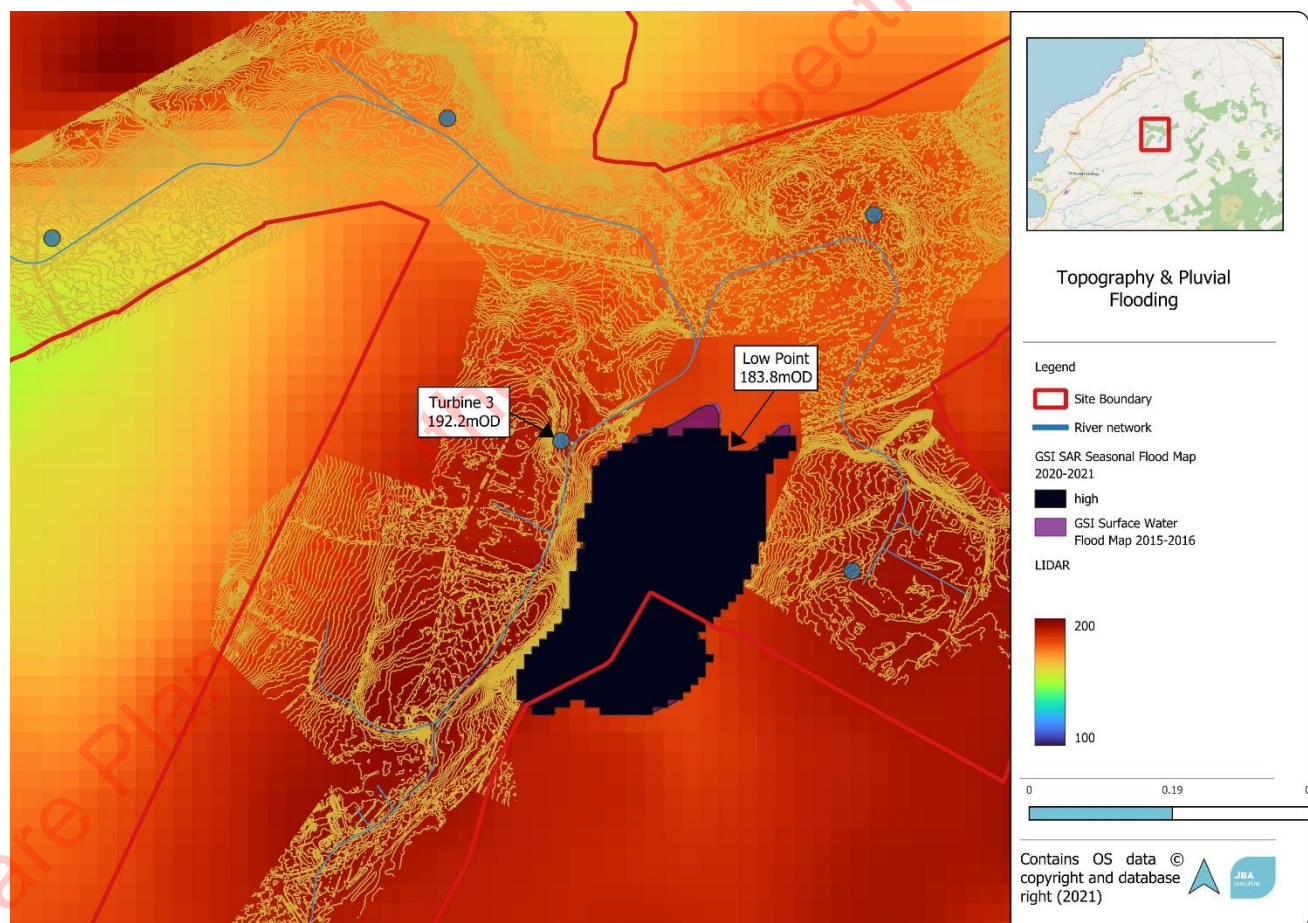 Turbine 3
192.2mOD
Low Point
183.8mOD
Topography & Pluvial
Flooding
Legend
Site Boundary
River network
GSI SAR Seasonal Flood Map
2020-2021
high
GSI Surface Water
Flood Map 2015-2016
LIDAR
200
100
0
0.19
Contains OS data ©
copyright and database
right (2021)
JBA
consulting